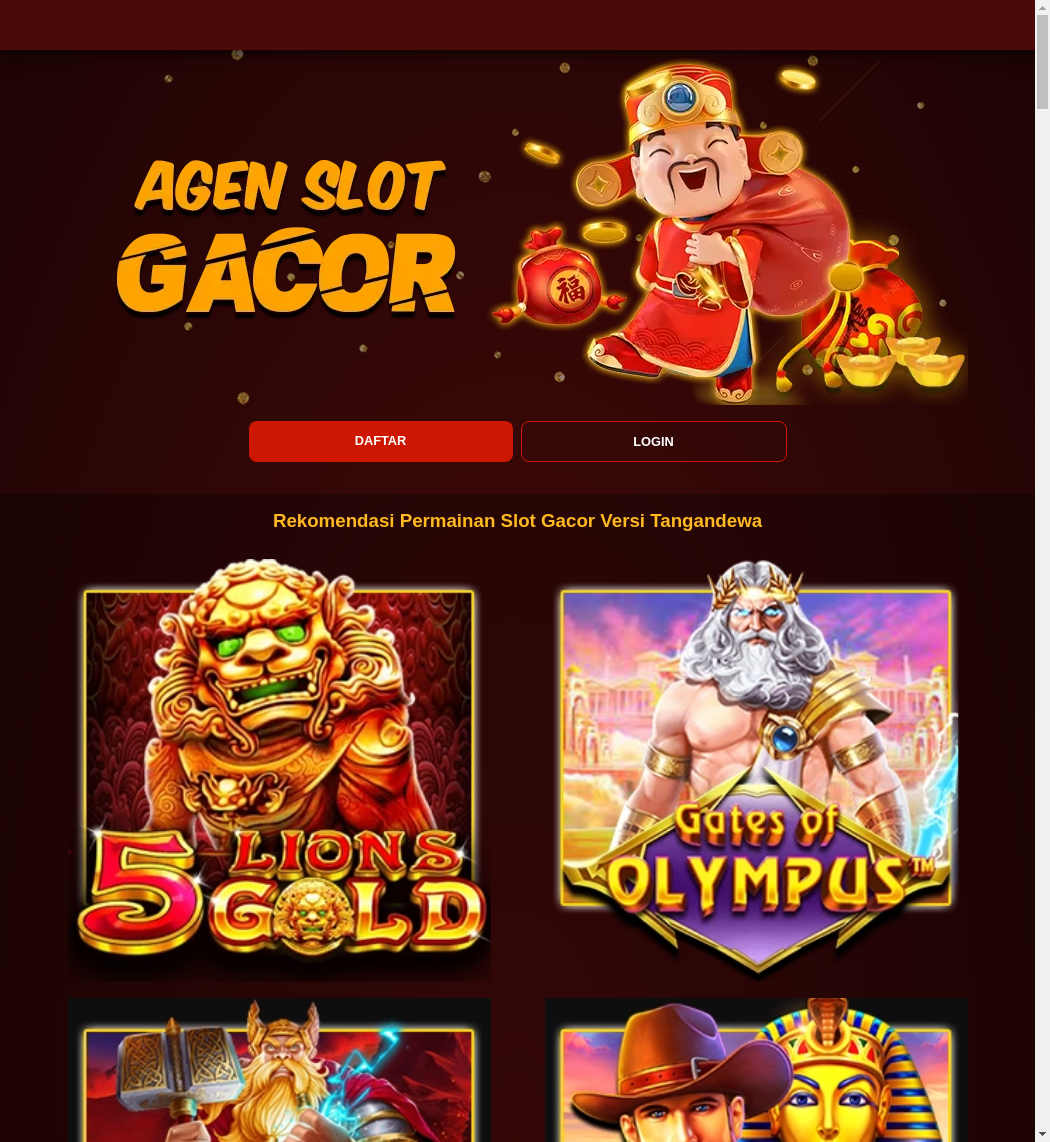 AGEN SLOT
GACOR
福
DAFTAR
LOGIN
Rekomendasi Permainan Slot Gacor Versi Tangandewa
5 LIONS
GOLD
Gates of
OLYMPUS™